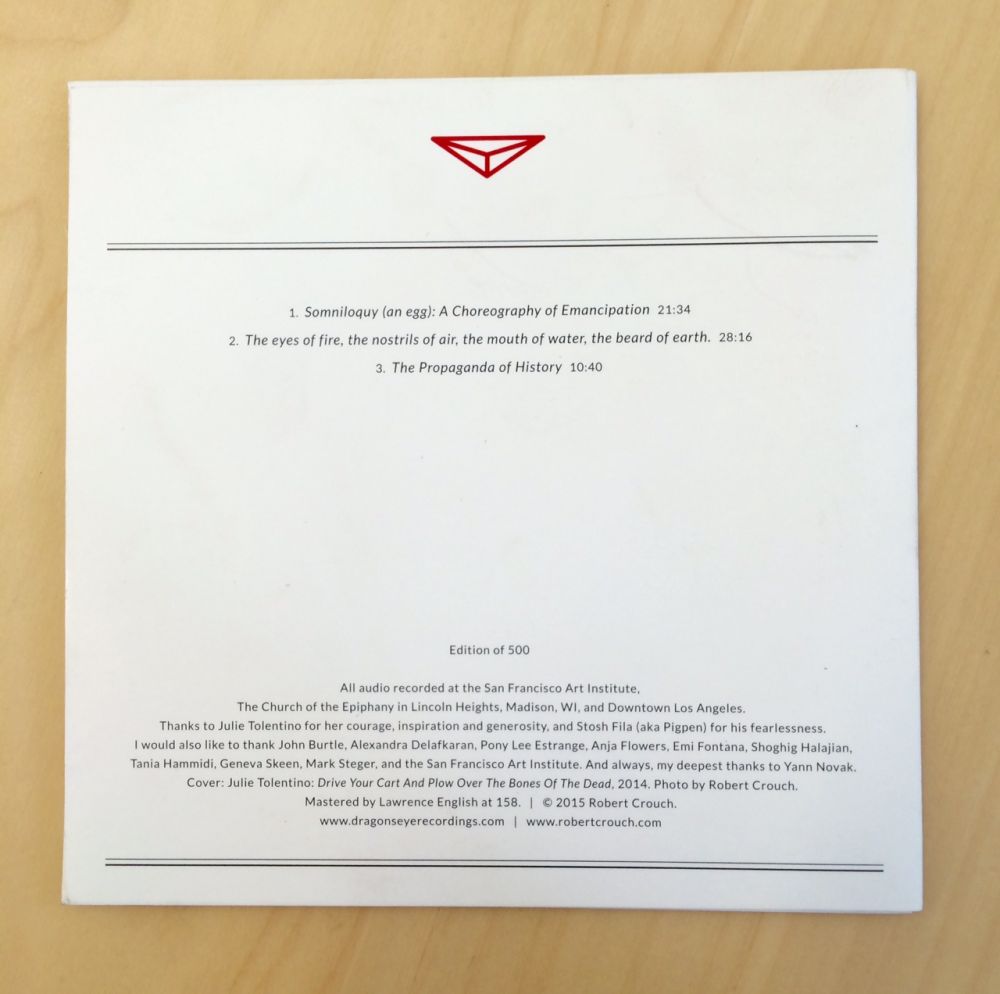 1. Somniloquy (an egg): A Choreography of Emancipation 21:34
2. The eyes of fire, the nostrils of air, the mouth of water, the beard of earth. 28:16
3. The Propaganda of History 10:40
Edition of 500
All audio recorded at the San Francisco Art Institute,
The Church of the Epiphany in Lincoln Heights, Madison, WI, and Downtown Los Angeles.
Thanks to Julie Tolentino for her courage, inspiration and generosity, and Stosh Fila (aka Pigpen) for his fearlessness.
I would also like to thank John Burtle, Alexandra Delafkaran, Pony Lee Estrange, Anja Flowers, Emi Fontana, Shoghig Halajian,
Tania Hammidi, Geneva Skeen, Mark Steger, and the San Francisco Art Institute. And always, my deepest thanks to Yann Novak.
Cover: Julie Tolentino: Drive Your Cart And Plow Over The Bones Of The Dead, 2014. Photo by Robert Crouch.
Mastered by Lawrence English at 158. | © 2015 Robert Crouch.
www.dragonseyerecordings.com | www.robertcrouch.com